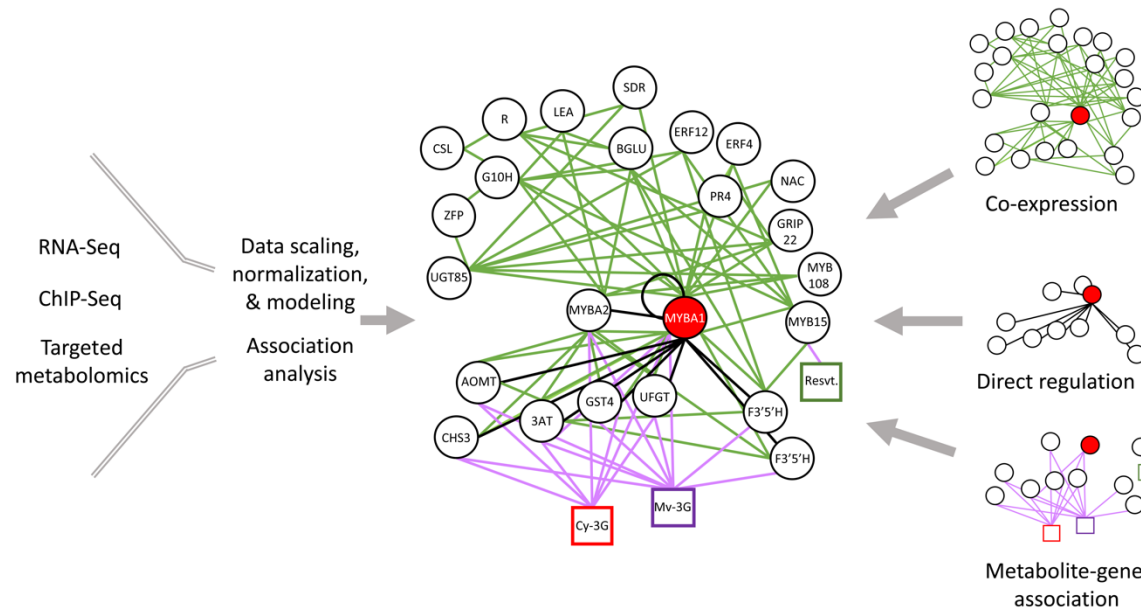 RNA-Seq
ChIP-Seq
Targeted
metabolomics
Data scaling,
normalization,
& modeling
Association
analysis
SDR
LEA
R
CSL
G10H
BGLU
ERF12
ERF4
PR4
NAC
ZFP
GRIP
22
UGT85
MYB
108
MYBA2
MYBA1
MYB15
Resvt.
AOMT
GST4
UFGT
3AT
CHS3
F3'5'H
F3'5'H
Cy-3G
Mv-3G
Co-expression
Direct regulation
Metabolite-gene
association